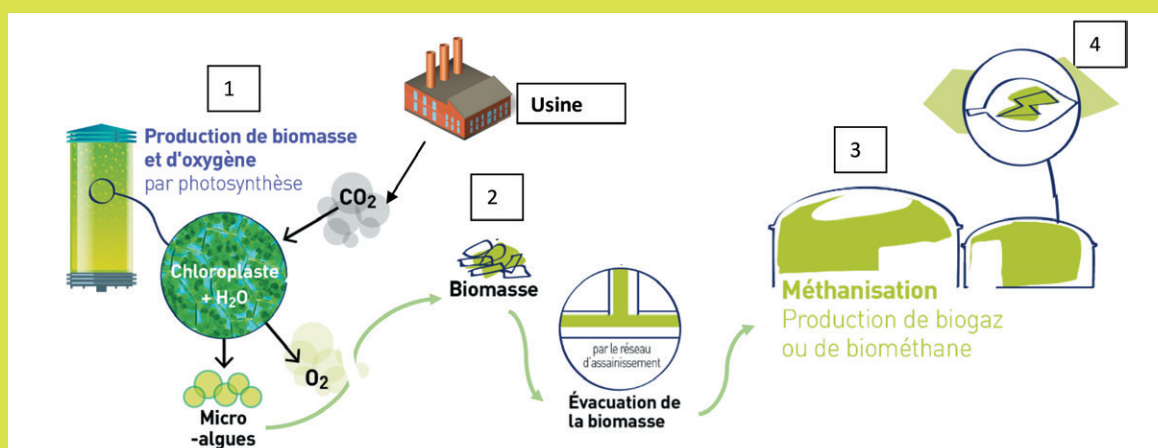 1
Production de biomasse
et d'oxygène
par photosynthèse
Usine
CO₂
Chloroplaste
+ H₂O
O₂
Micro
-algues
2
Biomasse
par le réseau
d'assainissement
Évacuation de
la biomasse
3
Méthanisation
Production de biogaz
ou de biométhane
4